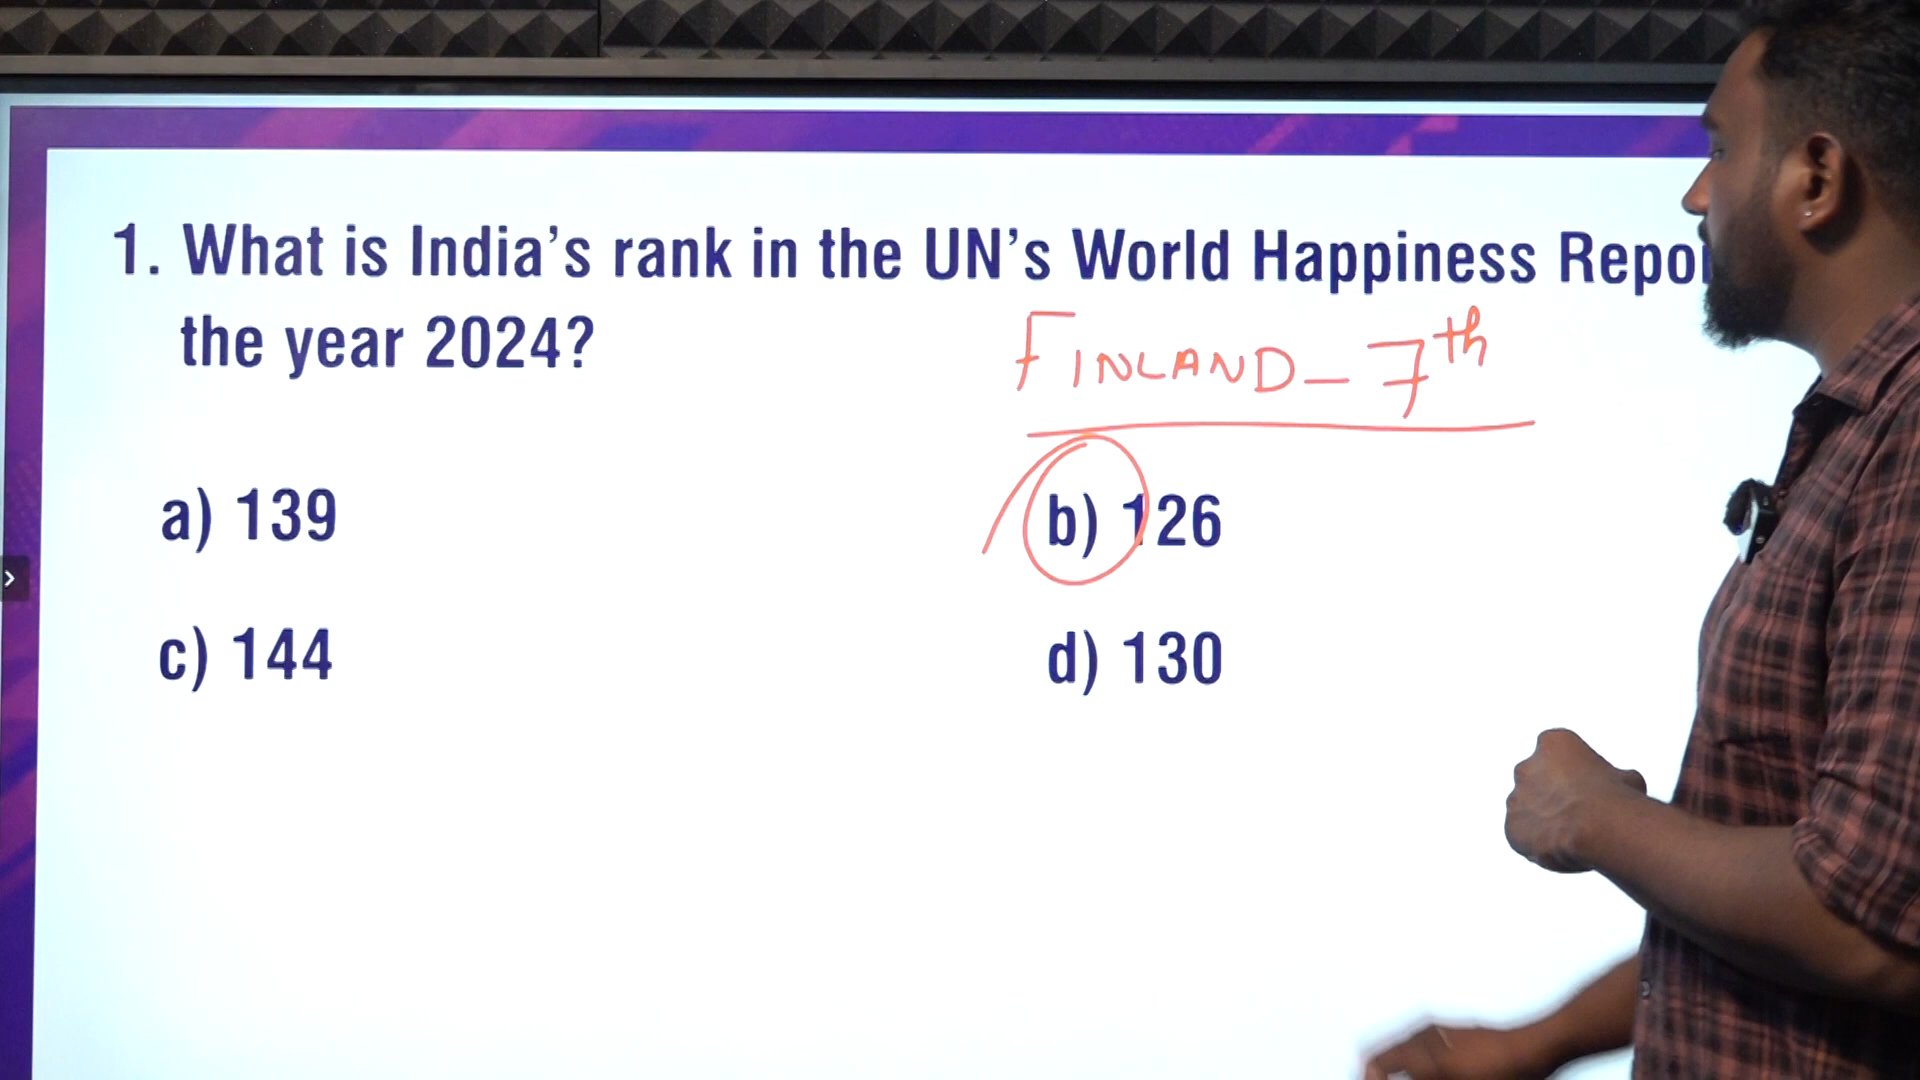 1. What is India's rank in the UN's World Happiness Repor
the year 2024?
FINLAND - 7th
a) 139
b) 126
c) 144
d) 130